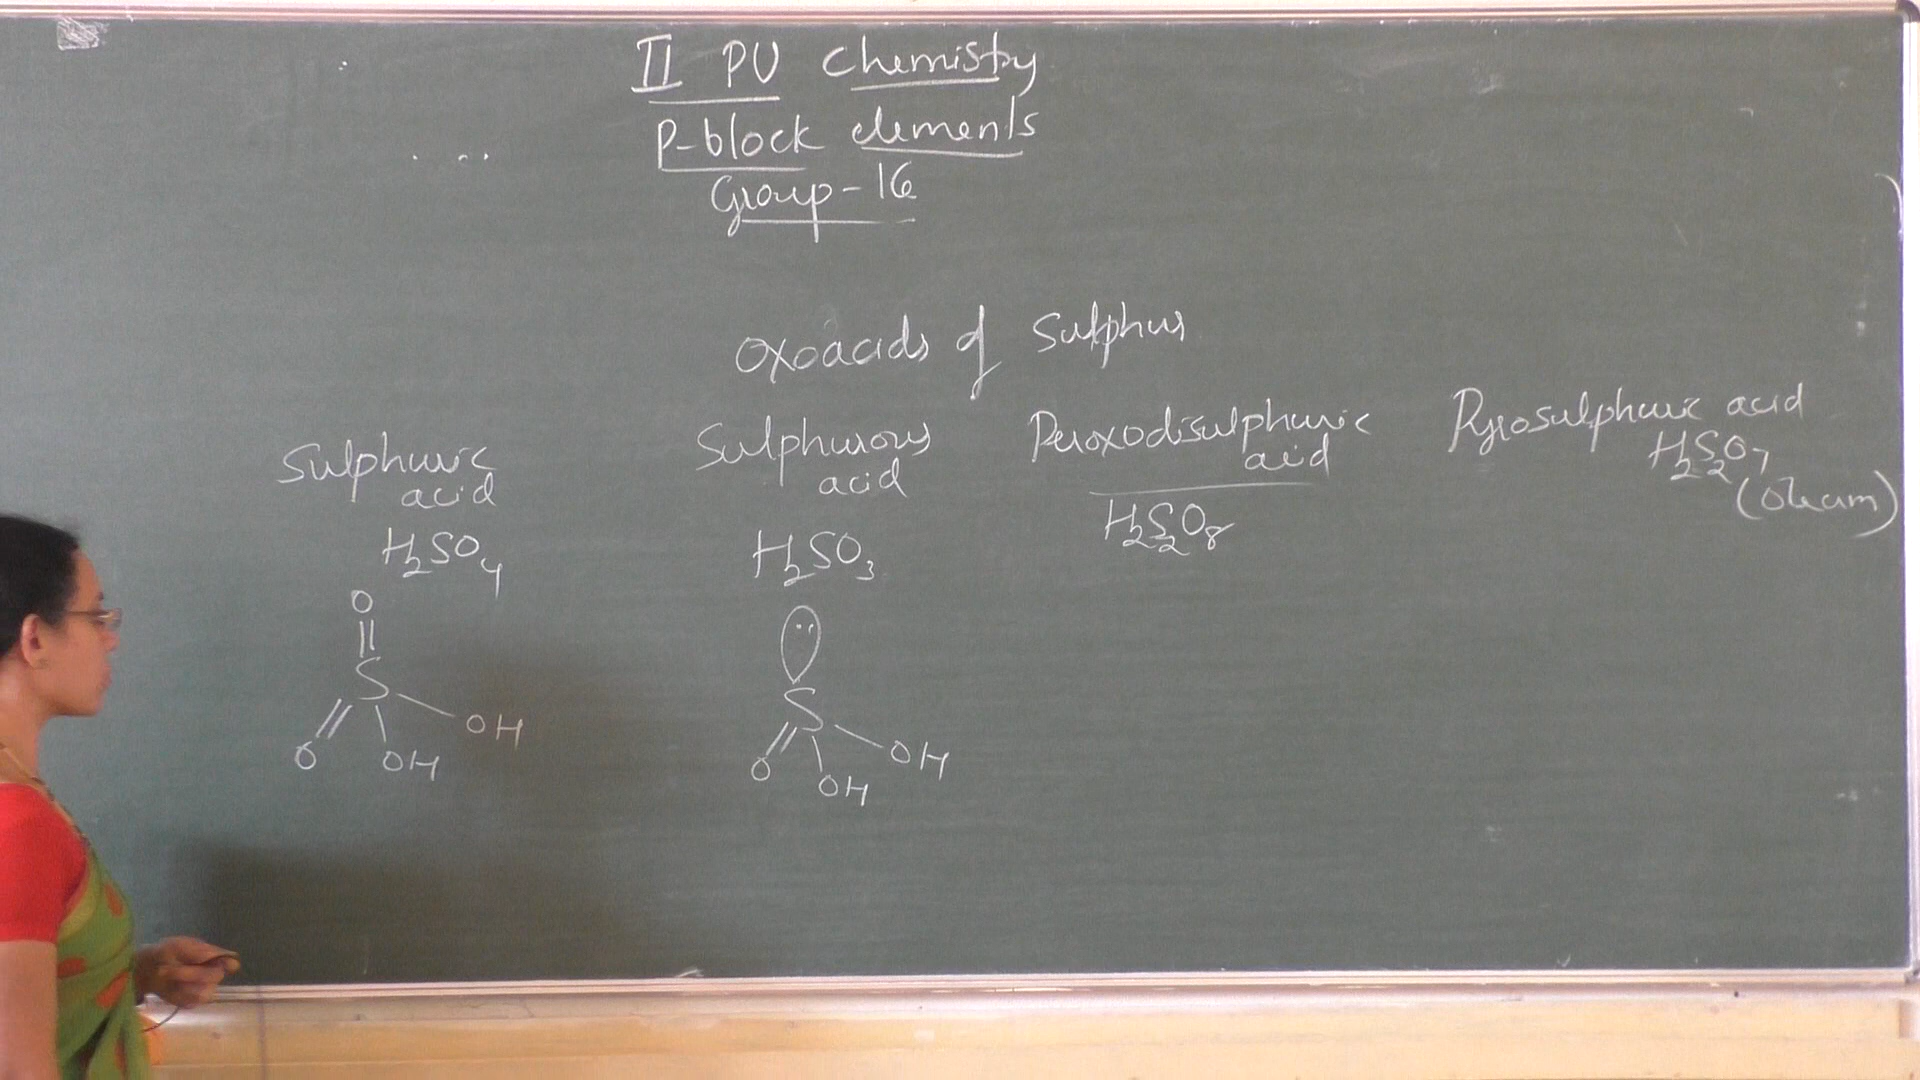 II PU Chemistry
P-block elements
Group-16
Oxoacids of Sulphur
Sulphuric
acid
H2SO4
O
S
O
OH
OH
Sulphurous
acid
H2SO3
S
O
OH
OH
Peroxodisulphuric
acid
H2S2O8
Pyrosulphuric acid
H2S2O7
(Oleum)